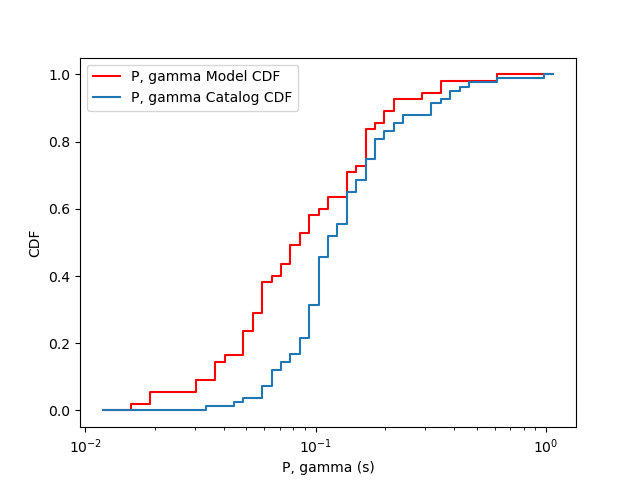 P, gamma Model CDF
P, gamma Catalog CDF
1.0
0.8
0.6
0.4
0.2
0.0
CDF
10⁻² 10⁻¹ 10⁰
P, gamma (s)